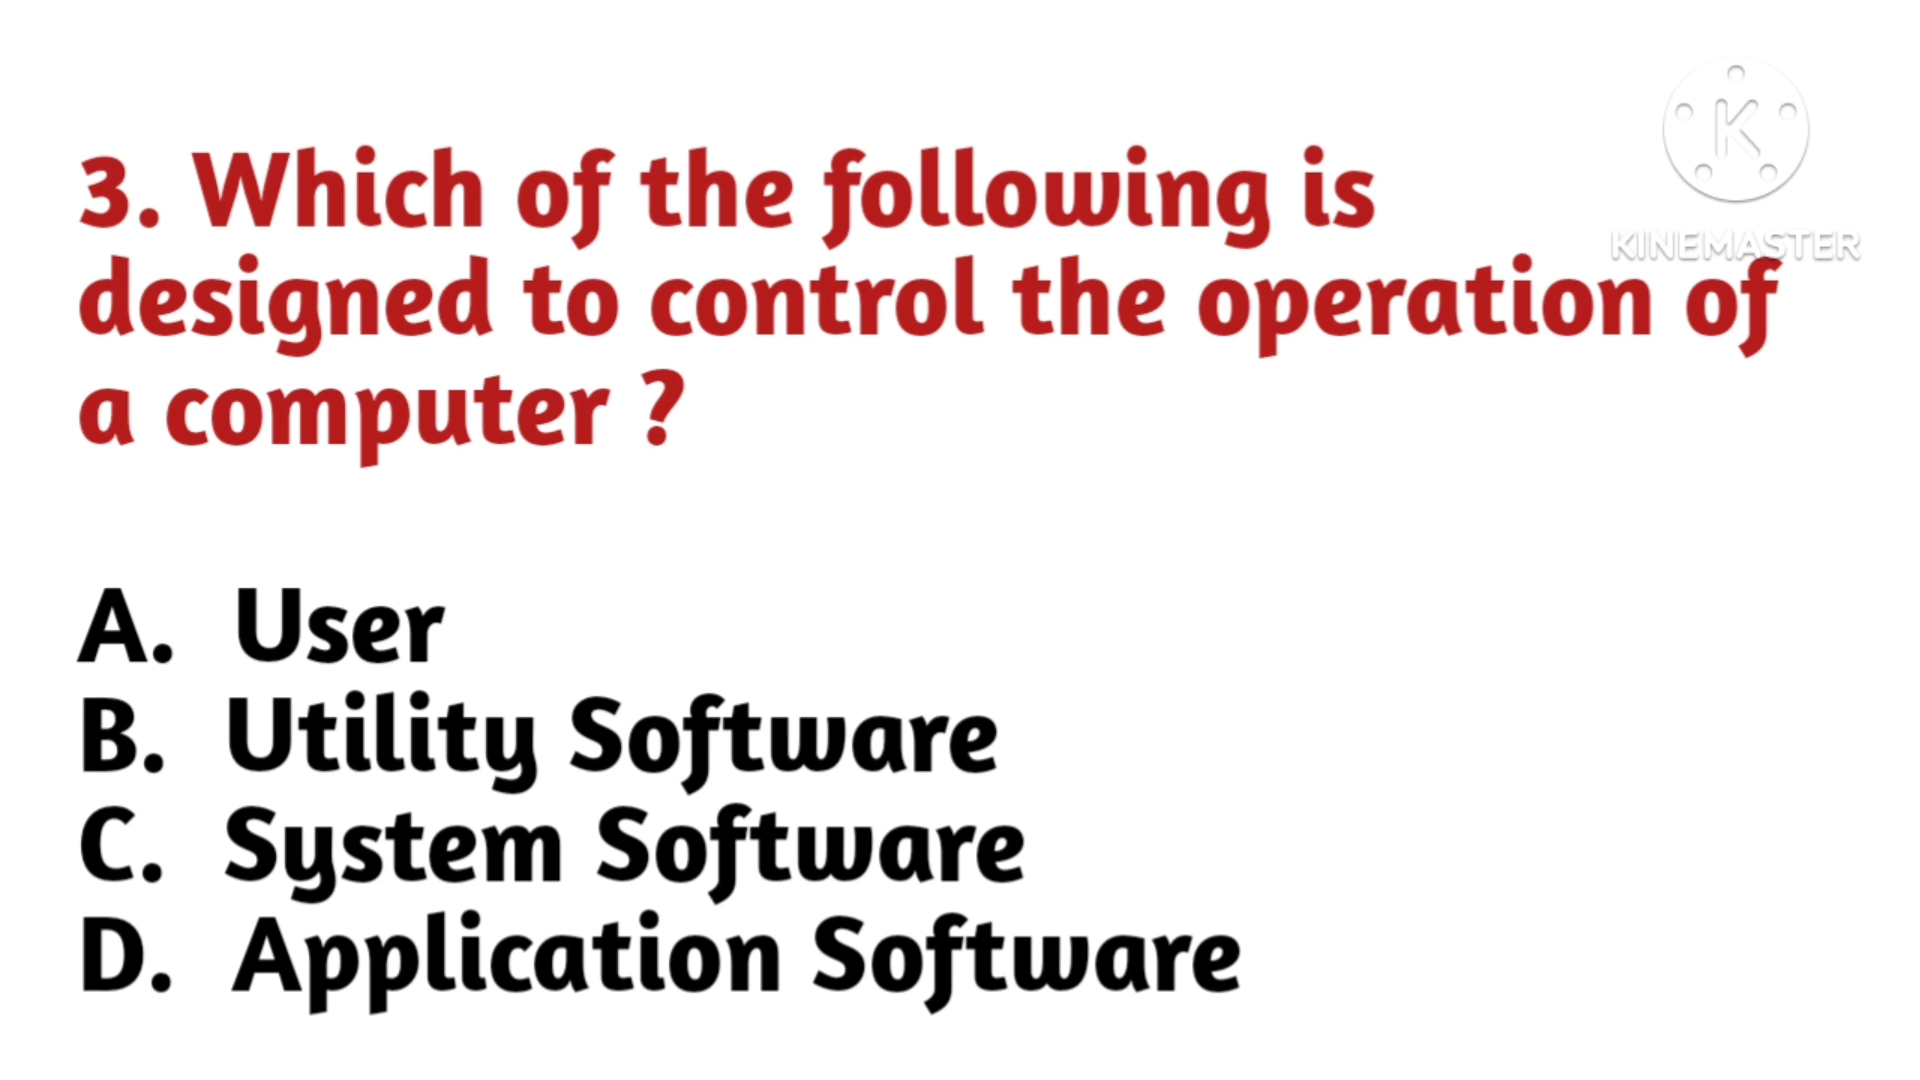 K
KINEMASTER
3. Which of the following is
designed to control the operation of
a computer ?
A. User
B. Utility Software
C. System Software
D. Application Software